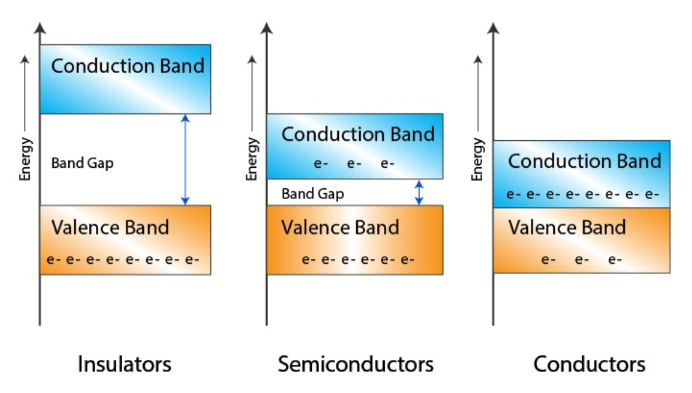 Energy
Conduction Band
Band Gap
Valence Band
e- e- e- e- e- e- e- e-
Insulators
Energy
Conduction Band
e- e- e-
Band Gap
Valence Band
e- e- e- e- e- e-
Semiconductors
Energy
Conduction Band
e- e- e- e- e- e- e- e-
Valence Band
e- e- e-
Conductors